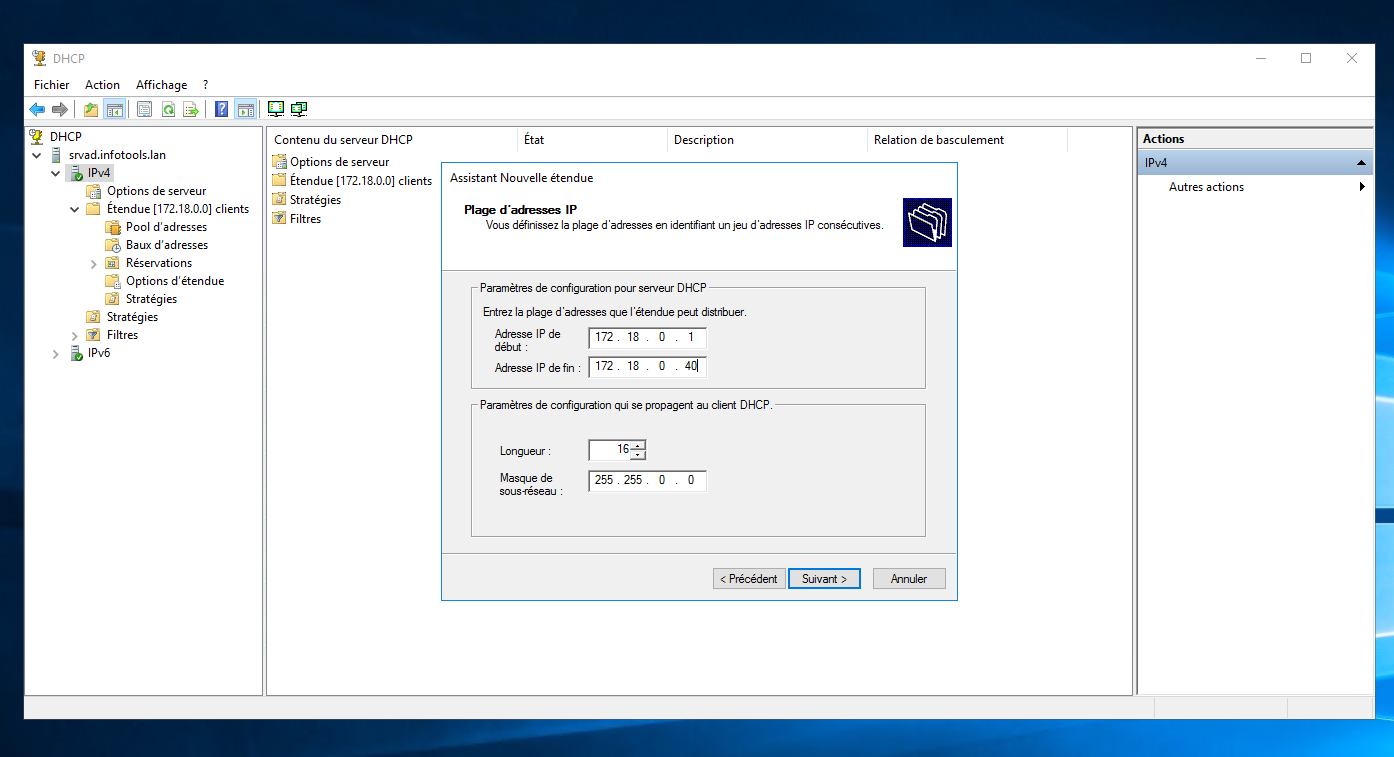 DHCP
Fichier Action Affichage ?
DHCP
srvad.infotools.lan
IPv4
Options de serveur
Étendue [172.18.0.0] clients
Pool d'adresses
Baux d'adresses
Réservations
Options d'étendue
Stratégies
Stratégies
Filtres
IPv6
Contenu du serveur DHCP État Description Relation de basculement
Options de serveur
Étendue [172.18.0.0] clients
Stratégies
Filtres
Assistant Nouvelle étendue
Plage d'adresses IP
Vous définissez la plage d'adresses en identifiant un jeu d'adresses IP consécutives.
Paramètres de configuration pour serveur DHCP
Entrez la plage d'adresses que l'étendue peut distribuer.
Adresse IP de
début : 172 . 18 . 0 . 1
Adresse IP de fin : 172 . 18 . 0 . 40
Paramètres de configuration qui se propagent au client DHCP.
Longueur : 16
Masque de
sous-réseau : 255 . 255 . 0 . 0
< Précédent Suivant > Annuler
Actions
IPv4
Autres actions